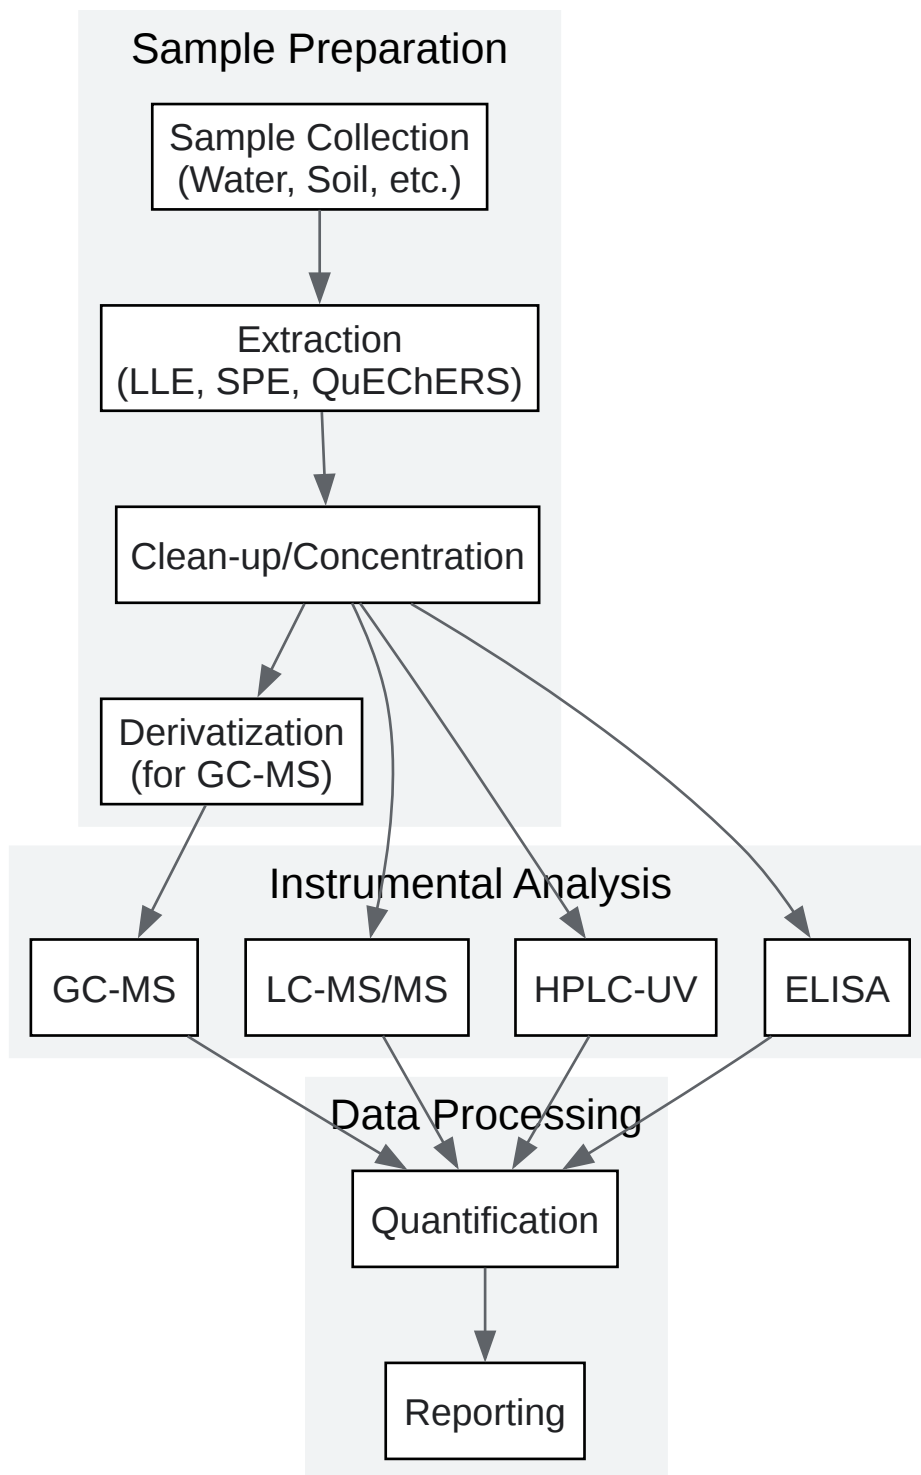 Sample Preparation
Sample Collection
(Water, Soil, etc.)
Extraction
(LLE, SPE, QuEChERS)
Clean-up/Concentration
Derivatization
(for GC-MS)
Instrumental Analysis
GC-MS
LC-MS/MS
HPLC-UV
ELISA
Data Processing
Quantification
Reporting